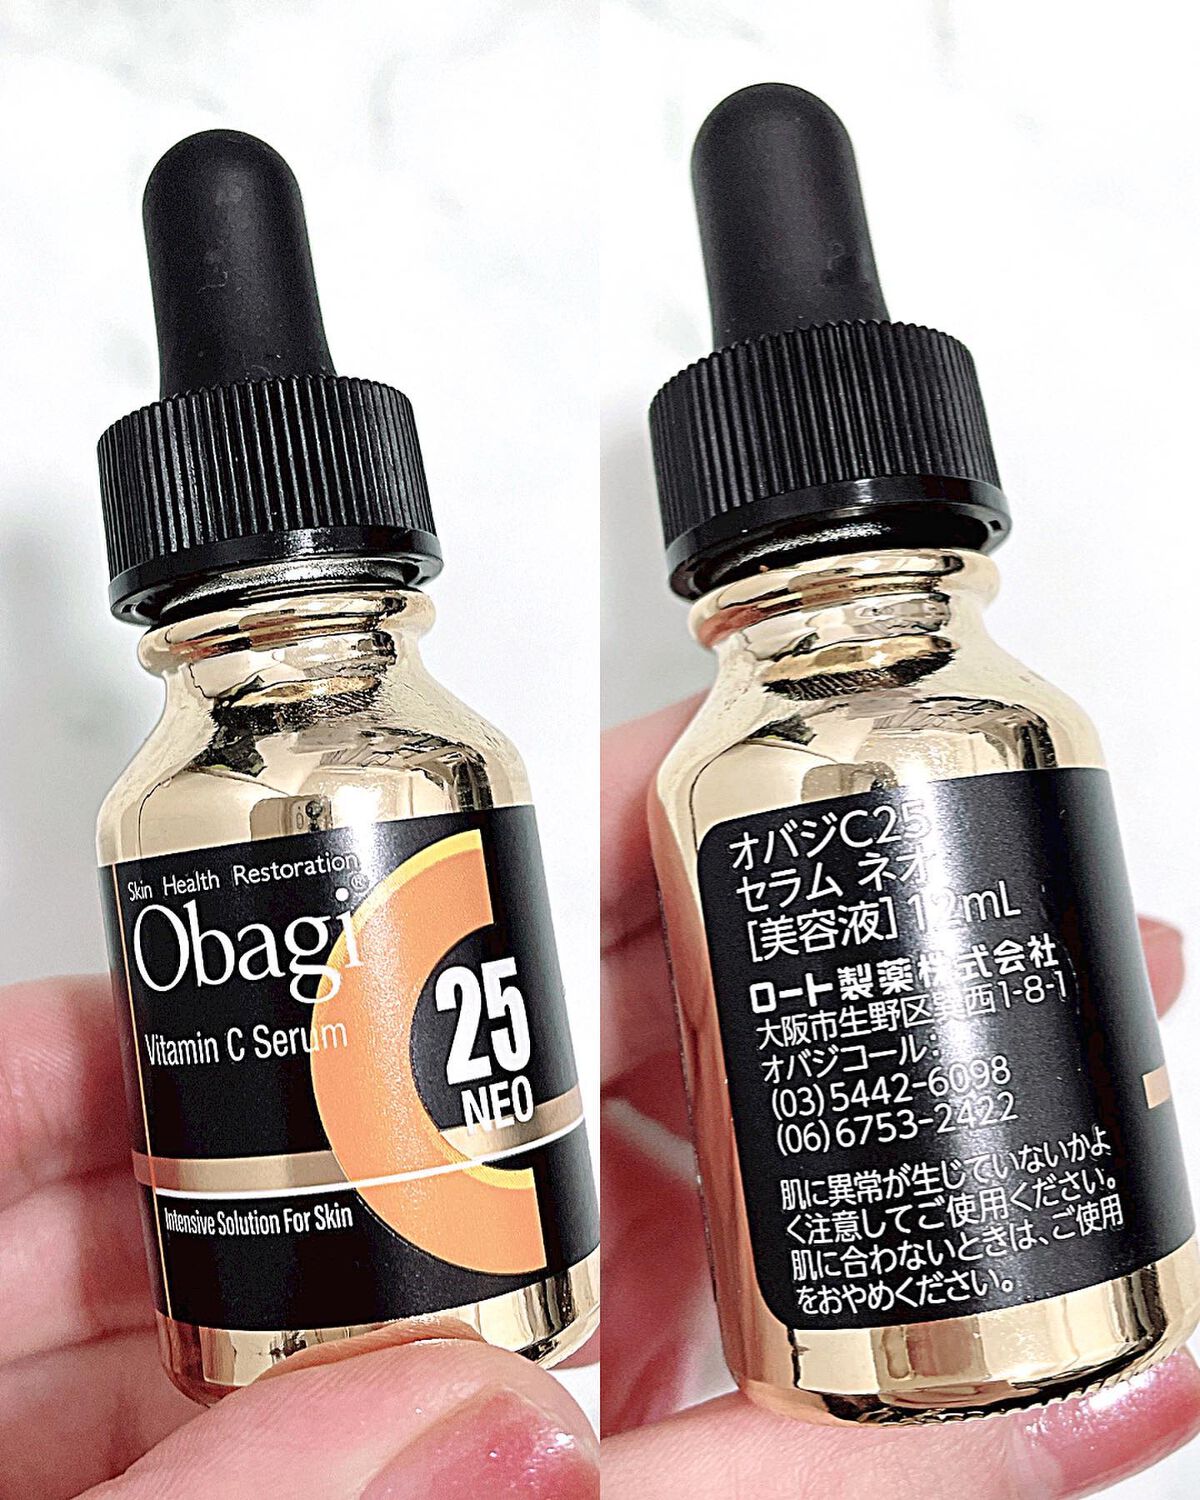 Skin Health Restoration
Obagi®
Vitamin C Serum
25
NEO
Intensive Solution For Skin
オバジC25
セラム ネオ
[美容液] 12mL
ロート製薬株式会社
大阪市生野区巽西1-8-1
オバジコール:
(03)5442-6098
(06)6753-2422
肌に異常が生じていないかよ
く注意してご使用ください。
肌に合わないときは、ご使用
をおやめください。